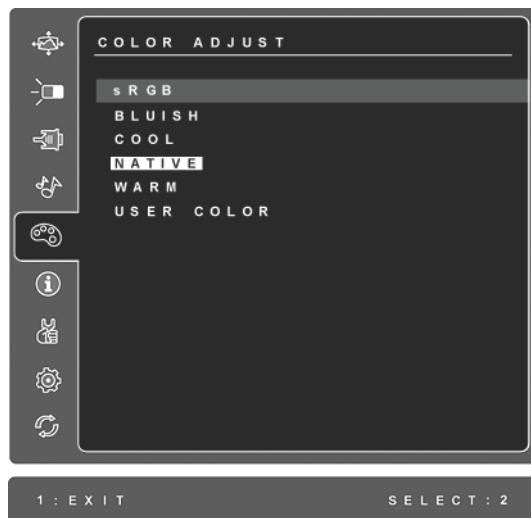 COLOR ADJUST
sRGB
BLUISH
COOL
NATIVE
WARM
USER COLOR
1:EXIT SELECT:2